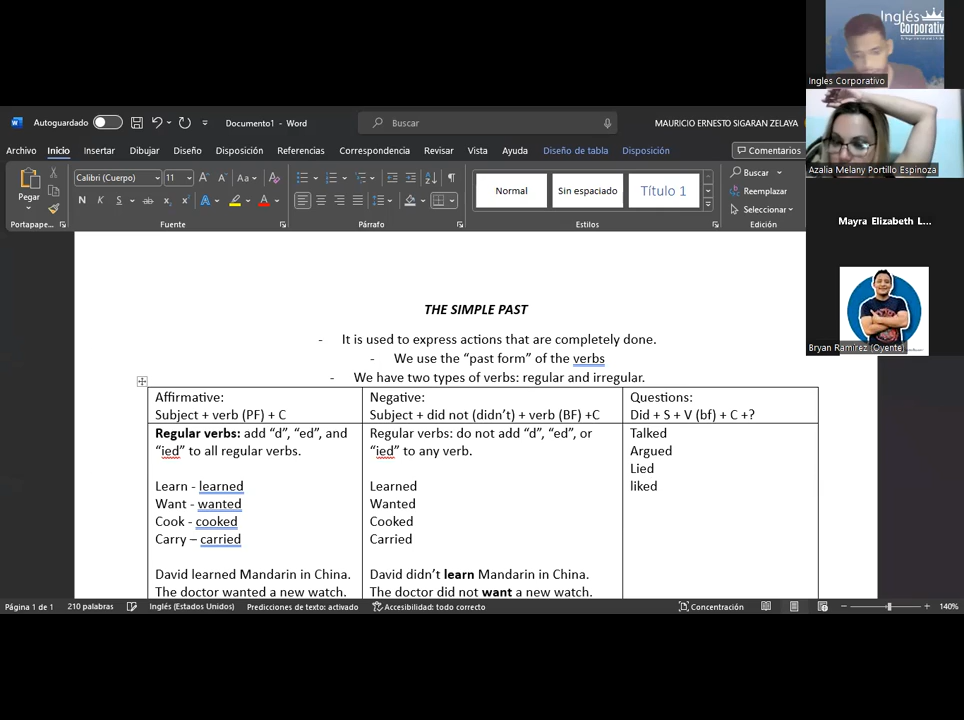 Inglés
Corporativ
Ingles Corporativo
Autoguardado
Documento1 - Word
Buscar
MAURICIO ERNESTO SIGARAN ZELAYA
Archivo Inicio Insertar Dibujar Diseño Disposición Referencias Correspondencia Revisar Vista Ayuda Diseño de tabla Disposición Comentarios
Azalia Melany Portillo Espinoza
Pegar
Calibri (Cuerpo) 11
N K S ab x₂ x²
Normal
Sin espaciado
Título 1
Buscar
Reemplazar
Seleccionar
Portapape...
Fuente
Párrafo
Estilos
Edición
Mayra Elizabeth L...
Bryan Ramirez (Oyente)
THE SIMPLE PAST
- It is used to express actions that are completely done.
- We use the “past form” of the verbs
- We have two types of verbs: regular and irregular.
Affirmative:
Subject + verb (PF) + C
Negative:
Subject + did not (didn’t) + verb (BF) +C
Questions:
Did + S + V (bf) + C +?
Regular verbs: add “d”, “ed”, and
“ied” to all regular verbs.
Learn - learned
Want - wanted
Cook - cooked
Carry – carried
David learned Mandarin in China.
The doctor wanted a new watch.
Regular verbs: do not add “d”, “ed”, or
“ied” to any verb.
Learned
Wanted
Cooked
Carried
David didn’t learn Mandarin in China.
The doctor did not want a new watch.
Talked
Argued
Lied
liked
Página 1 de 1 210 palabras Inglés (Estados Unidos) Predicciones de texto: activado Accesibilidad: todo correcto Concentración 140%